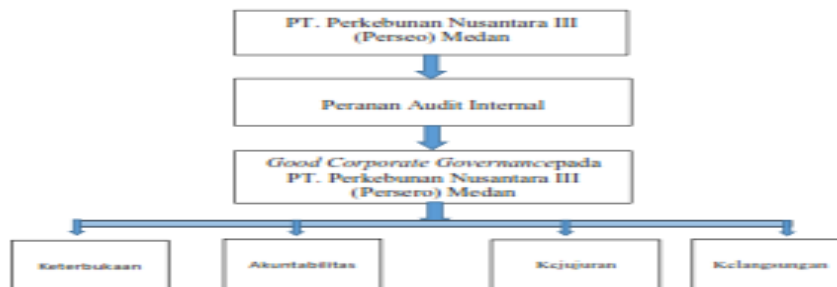 PT. Perkebunan Nusantara III
(Perseo) Medan
Peranan Audit Internal
Good Corporate Governancepada
PT. Perkebunan Nusantara III
(Persero) Medan
Keterbukaan
Akuntabilitas
Kejujuran
Kelangsungan